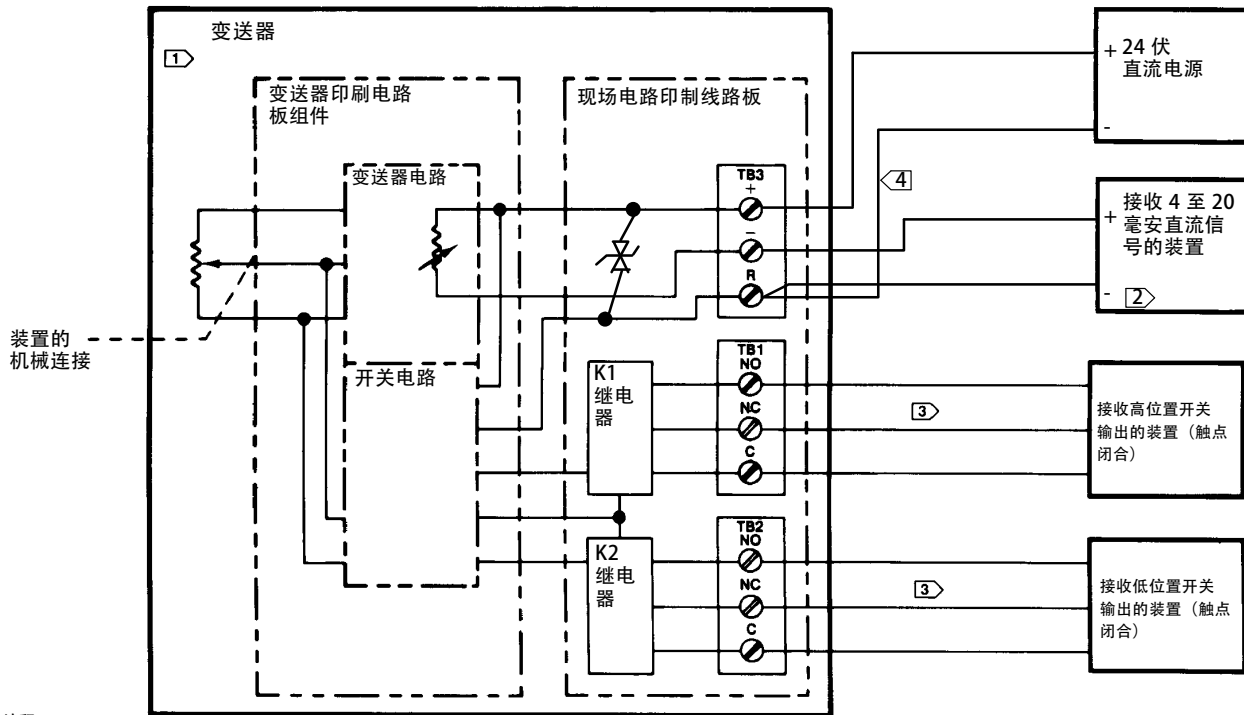 变送器
1
变送器印刷电路
板组件
现场电路印制线路板
变送器电路
开关电路
装置的
机械连接
TB3
+
−
R
K1
继电
器
TB1
NO
NC
C
K2
继电
器
TB2
NO
NC
C
4
3
3
+ 24 伏
直流电源
-
+ 接收 4 至 20
毫安直流信
号的装置
- 2
接收高位置开关
输出的装置（触点
闭合）
接收低位置开关
输出的装置（触点
闭合）